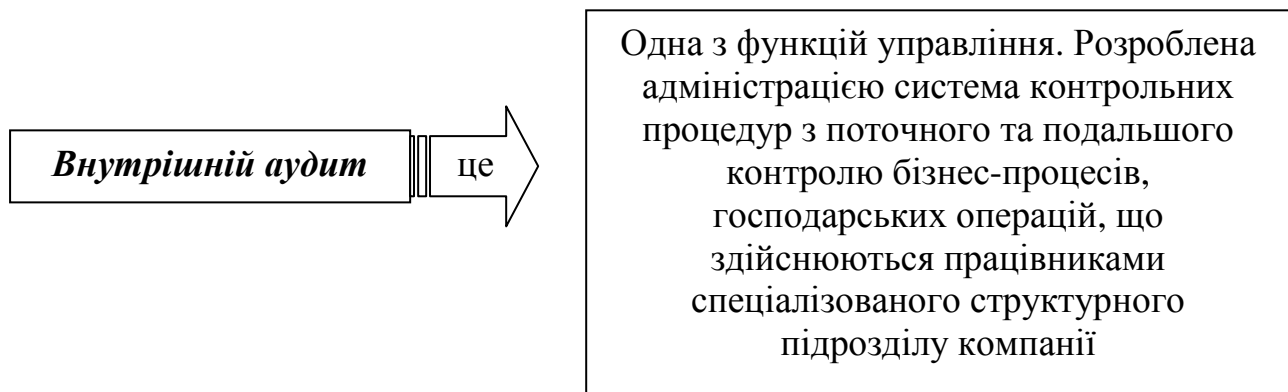 Внутрішній аудит
це
Одна з функцій управління. Розроблена
адміністрацією система контрольних
процедур з поточного та подальшого
контролю бізнес-процесів,
господарських операцій, що
здійснюються працівниками
спеціалізованого структурного
підрозділу компанії